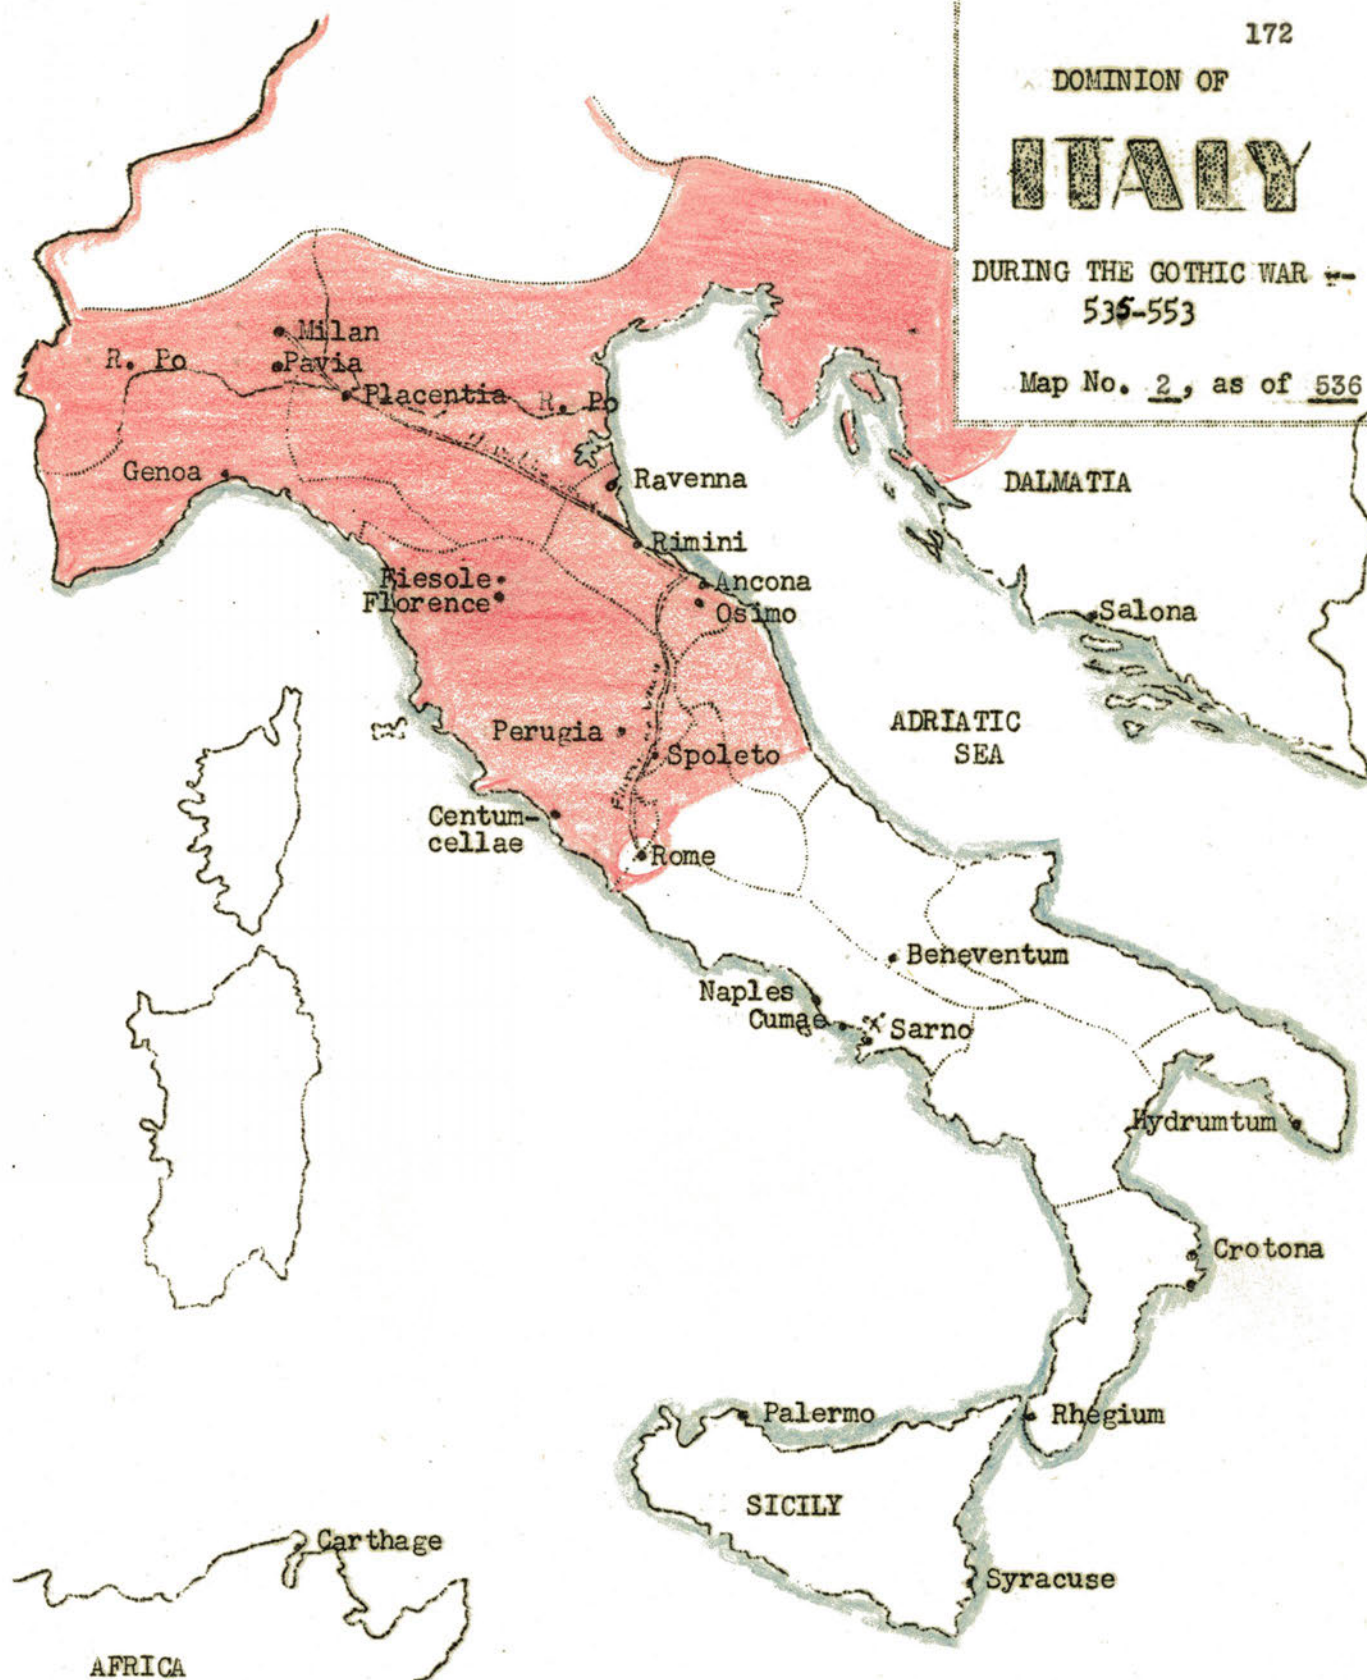 172
DOMINION OF
ITALY
DURING THE GOTHIC WAR --
535-553
Map No. 2, as of 536
Milan
R. Po
Pavia
Placentia
R. Po
Genoa
Ravenna
DALMATIA
Rimini
Fiesole
Ancona
Florence
Osimo
Salona
Perugia
Spoleto
ADRIATIC
SEA
Centum-
cellae
Rome
Beneventum
Naples
Cumae
Sarno
Hydrumtum
Crotona
Palermo
Rhegium
SICILY
Carthage
Syracuse
AFRICA